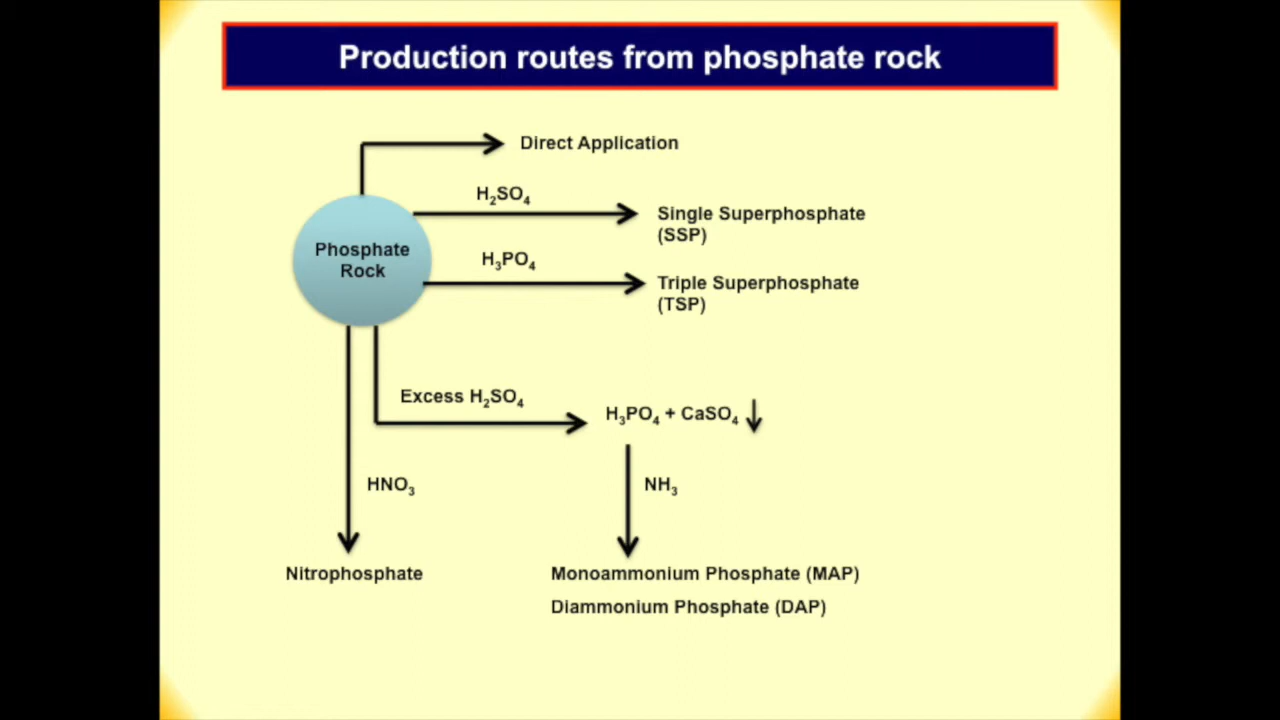 Production routes from phosphate rock
Direct Application
H₂SO₄
Single Superphosphate
(SSP)
Phosphate
Rock
H₃PO₄
Triple Superphosphate
(TSP)
Excess H₂SO₄
H₃PO₄ + CaSO₄ ↓
HNO₃
NH₃
Nitrophosphate
Monoammonium Phosphate (MAP)
Diammonium Phosphate (DAP)